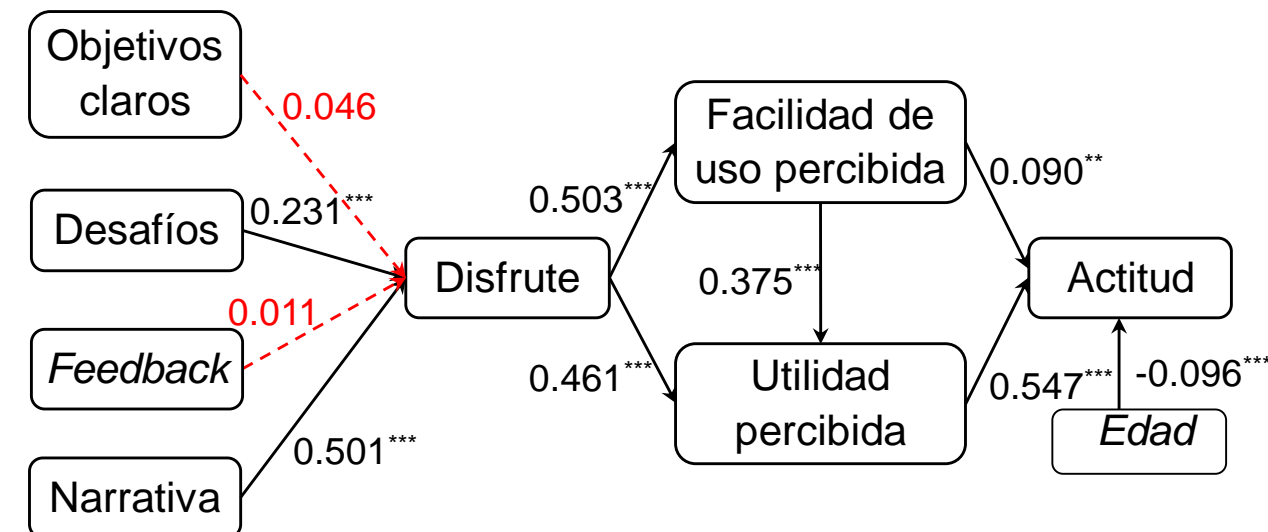 Objetivos
claros
0.046
Desafíos
0.231***
Feedback
0.011
Narrativa
0.501***
Disfrute
0.503***
0.461***
Facilidad de
uso percibida
0.375***
Utilidad
percibida
0.090**
0.547***
Actitud
-0.096***
Edad